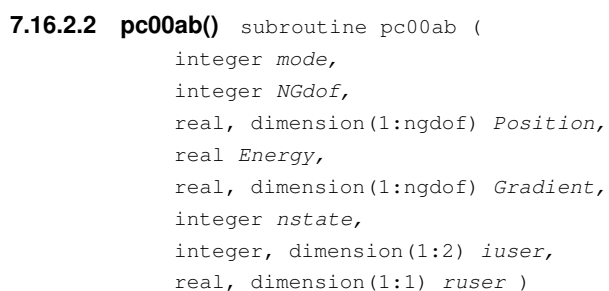 7.16.2.2 pc00ab() subroutine pc00ab (
integer mode,
integer NGdof,
real, dimension(1:ngdof) Position,
real Energy,
real, dimension(1:ngdof) Gradient,
integer nstate,
integer, dimension(1:2) iuser,
real, dimension(1:1) ruser )